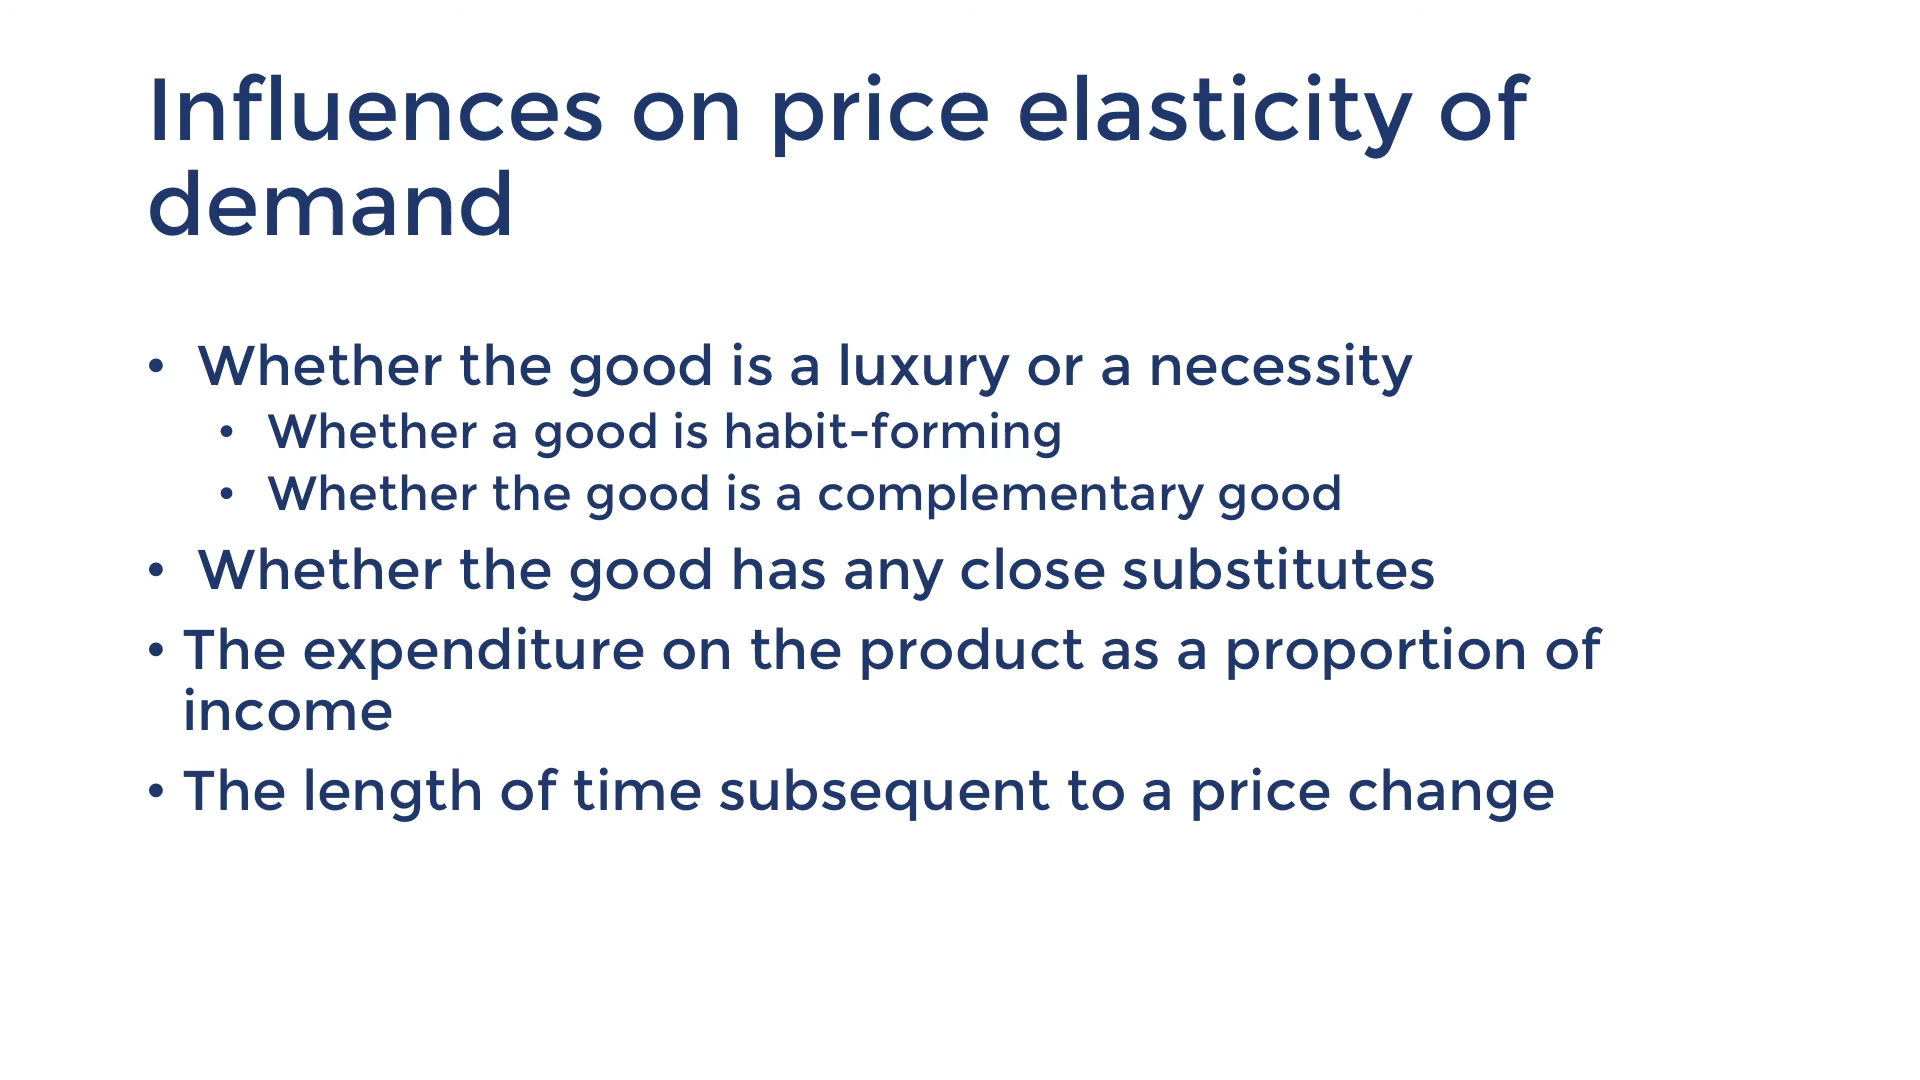 Influences on price elasticity of
demand
• Whether the good is a luxury or a necessity
• Whether a good is habit-forming
• Whether the good is a complementary good
• Whether the good has any close substitutes
• The expenditure on the product as a proportion of
income
• The length of time subsequent to a price change